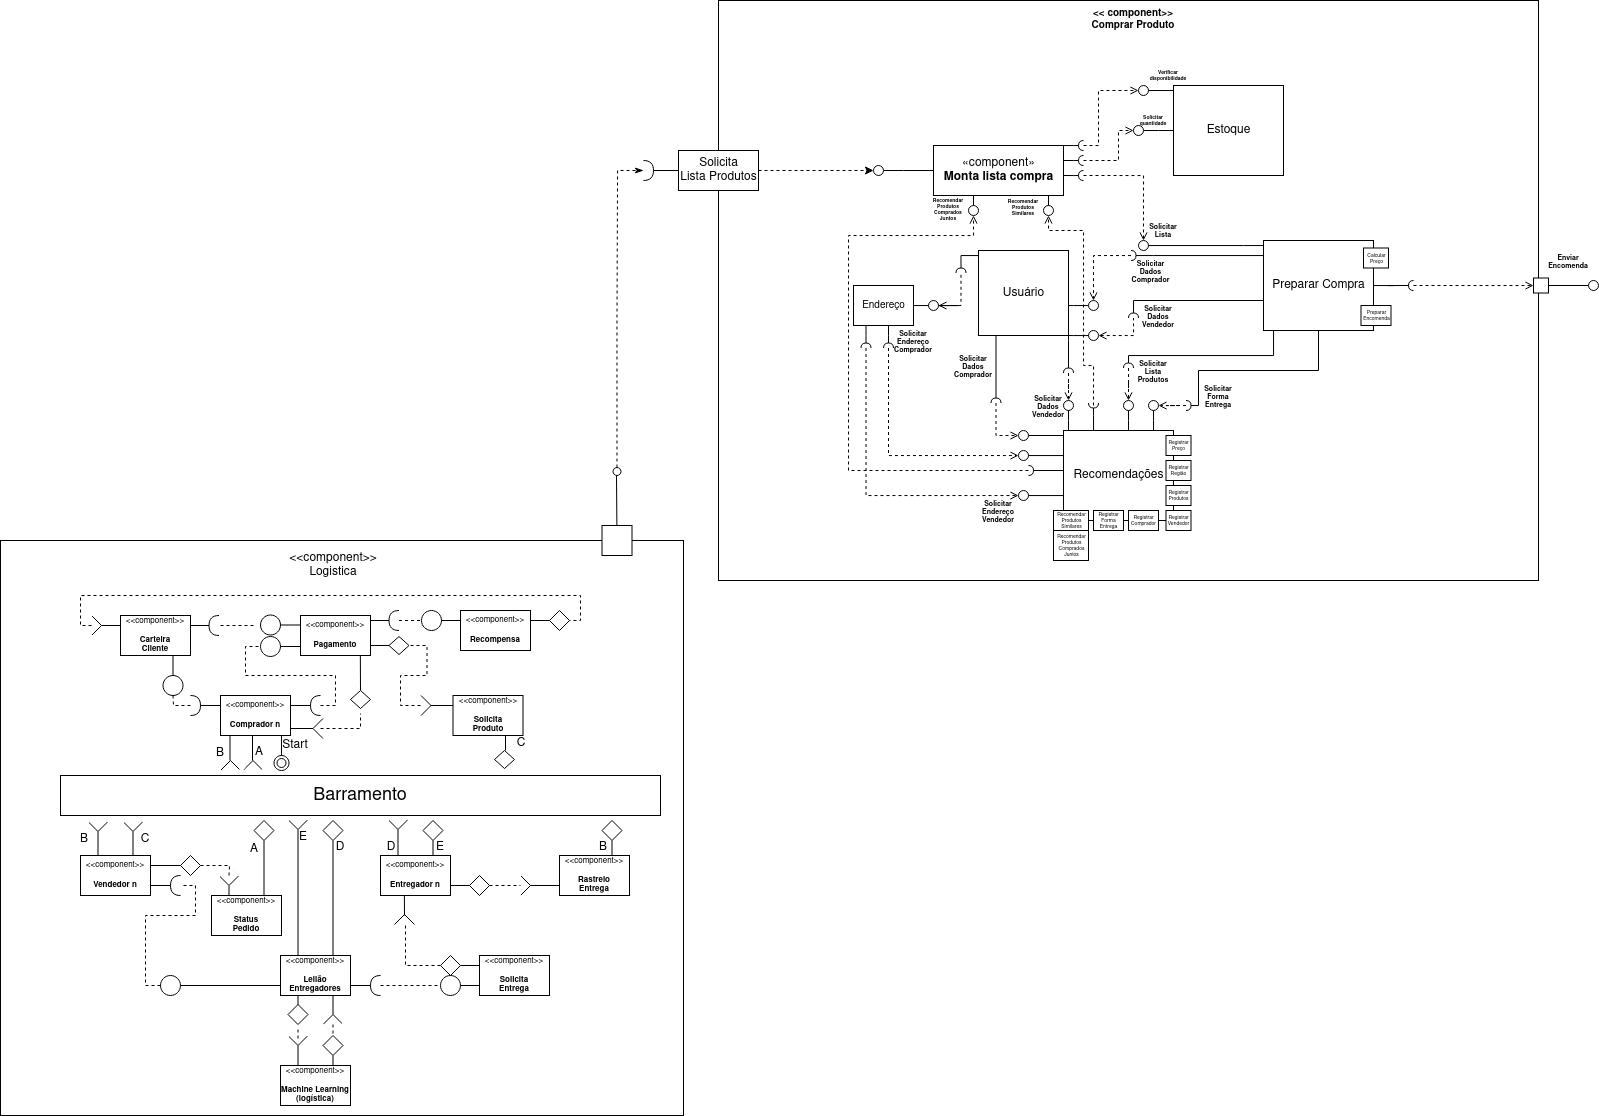 << component>>
Comprar Produto
Verificar
disponibilidade
Solicitar
quantidade
Estoque
Solicita
Lista Produtos
«component»
Monta lista compra
Recomendar
Produtos
Comprados
Juntos
Recomendar
Produtos
Similares
Solicitar
Lista
Solicitar
Dados
Comprador
Calcular
Preço
Preparar Compra
Preparar
Encomenda
Enviar
Encomenda
Usuário
Endereço
Solicitar
Endereço
Comprador
Solicitar
Dados
Vendedor
Solicitar
Dados
Comprador
Solicitar
Lista
Produtos
Solicitar
Forma
Entrega
Solicitar
Dados
Vendedor
Recomendações
Registrar
Preço
Registrar
Região
Registrar
Produtos
Registrar
Vendedor
Recomendar
Produtos
Similares
Registrar
Forma
Entrega
Registrar
Comprador
Recomendar
Produtos
Comprados
Juntos
Solicitar
Endereço
Vendedor
<<component>>
Logistica
<<component>>
Carteira
Cliente
<<component>>
Pagamento
<<component>>
Recompensa
<<component>>
Comprador n
<<component>>
Solicita
Produto
B
A
Start
C
Barramento
B
C
A
E
D
D
E
B
<<component>>
Vendedor n
<<component>>
Status
Pedido
<<component>>
Entregador n
<<component>>
Rastreio
Entrega
<<component>>
Leilão
Entregadores
<<component>>
Solicita
Entrega
<<component>>
Machine Learning
(logística)